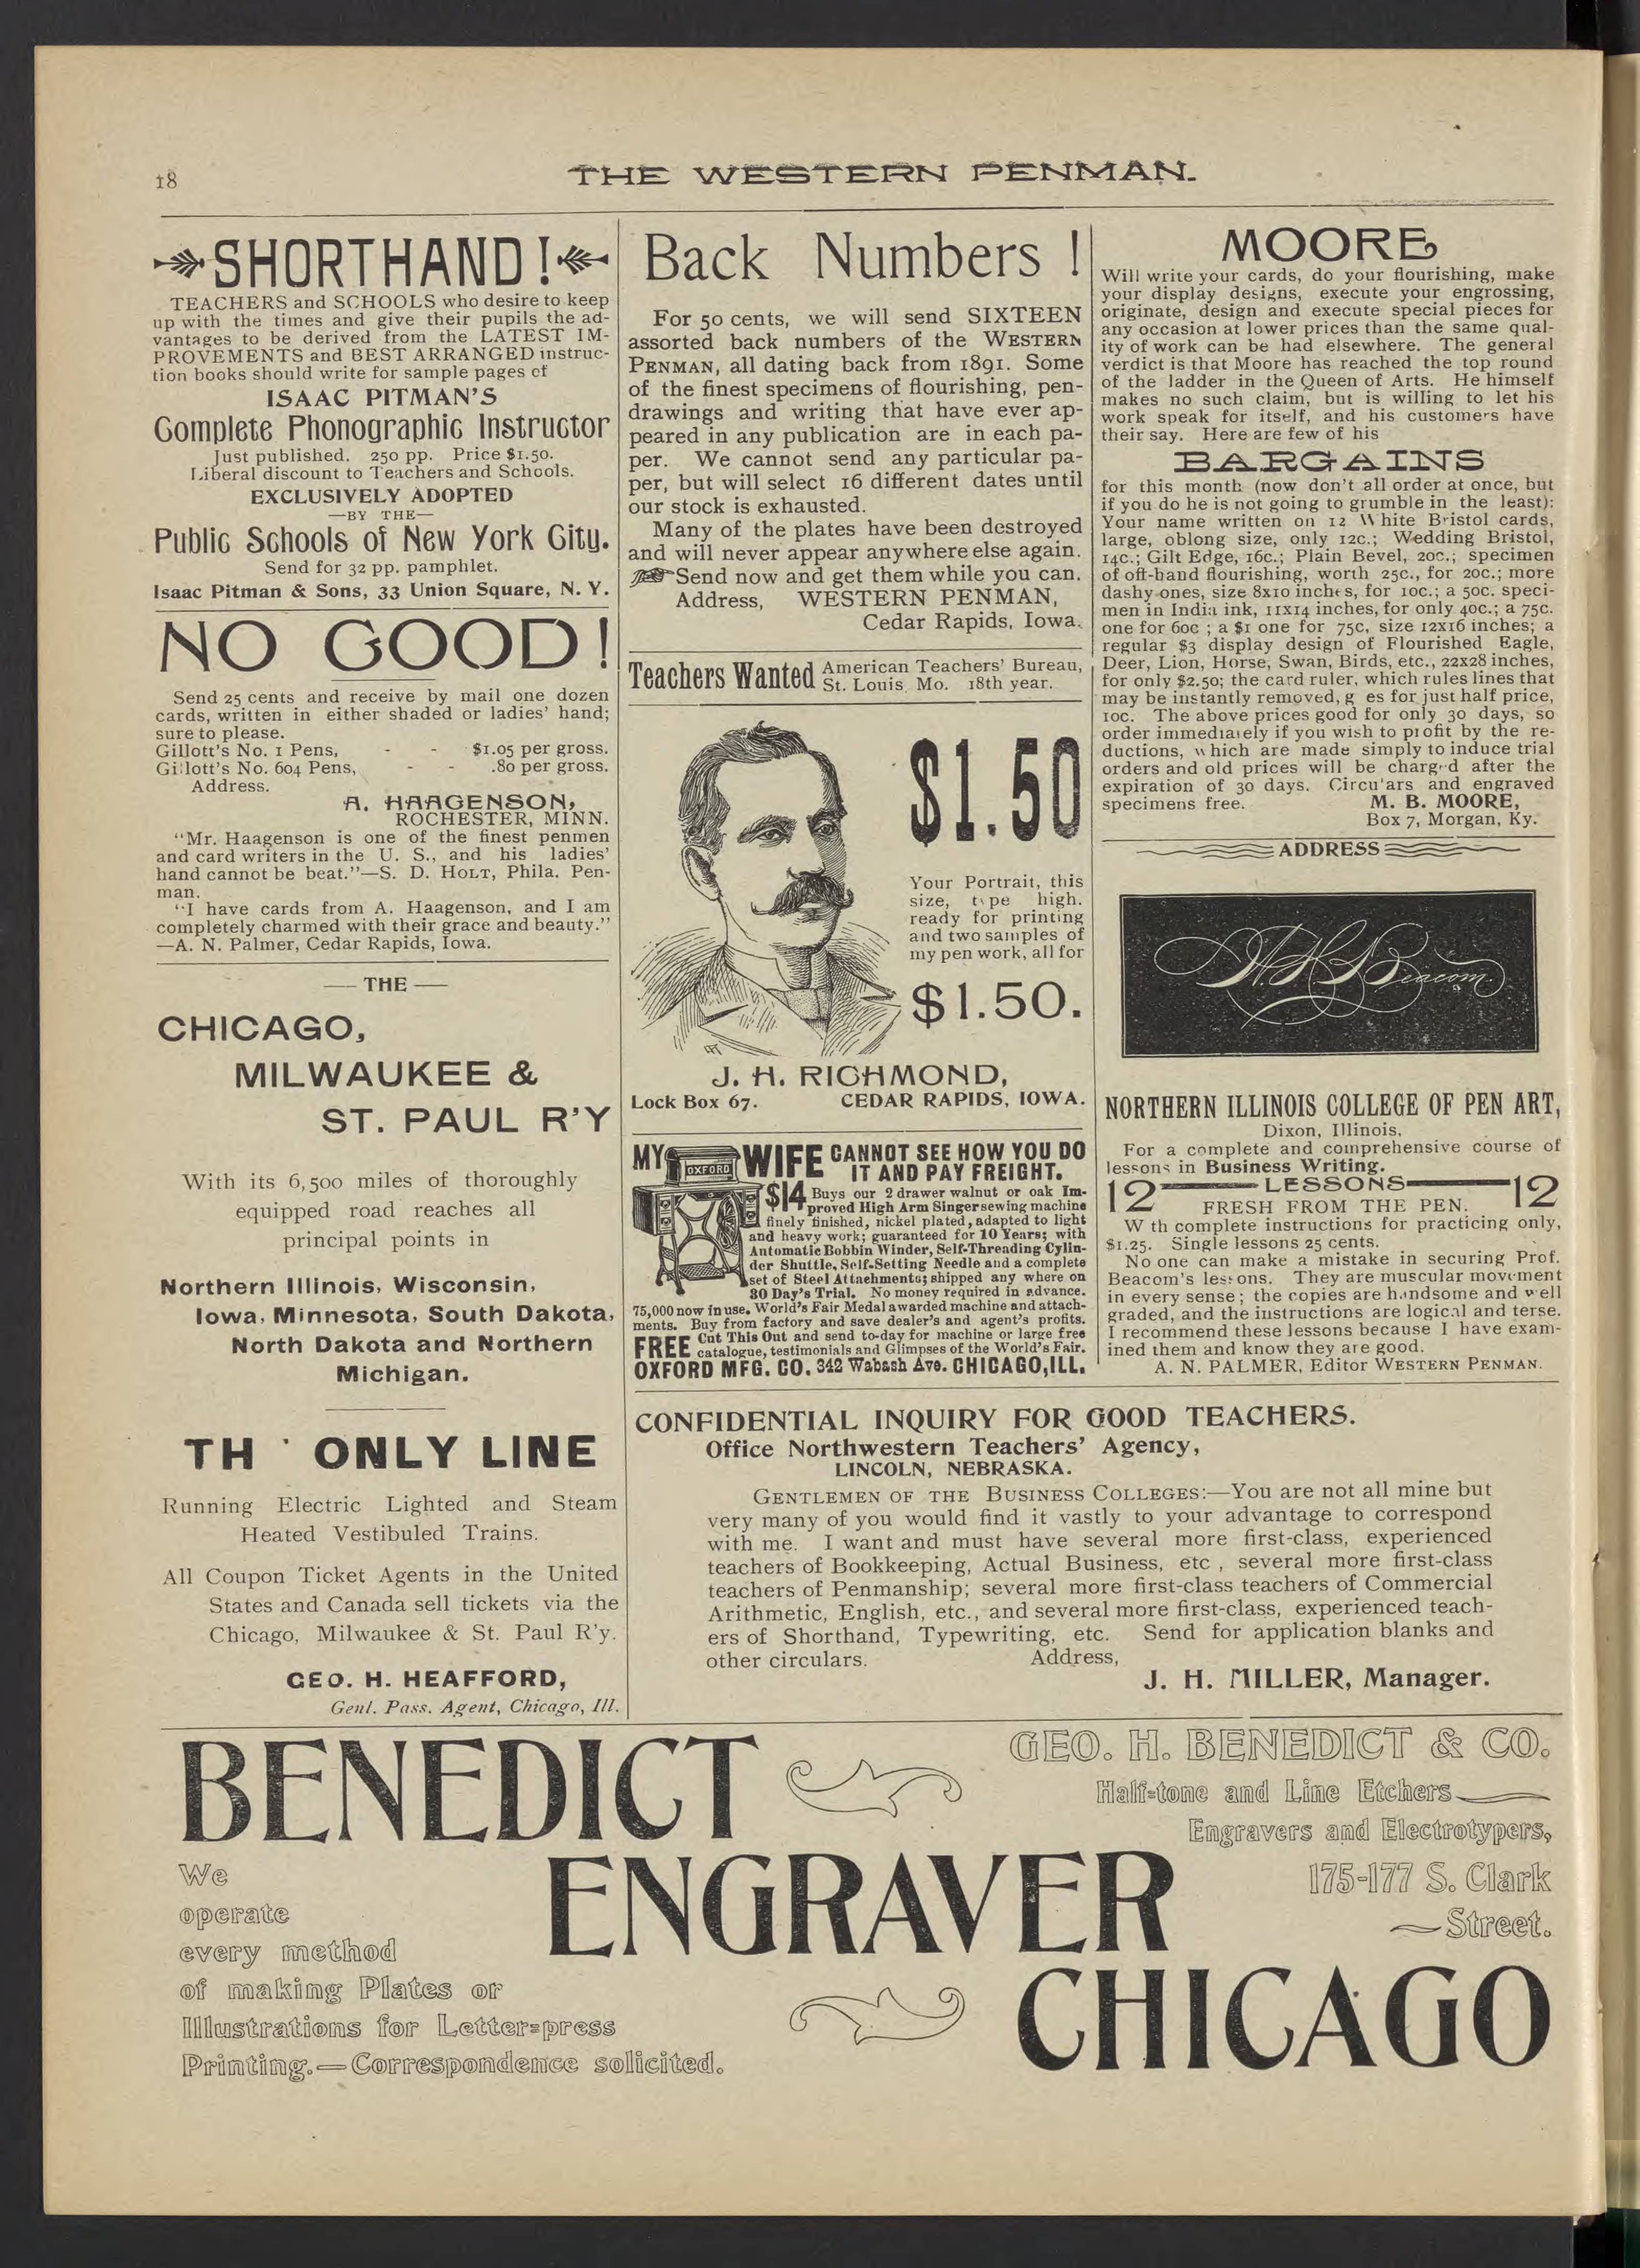 18
THE WESTERN PENMAN.
SHORTHAND!
TEACHERS and SCHOOLS who desire to keep
up with the times and give their pupils the ad-
vantages to be derived from the LATEST IM-
PROVEMENTS and BEST ARRANGED instruc-
tion books should write for sample pages of
ISAAC PITMAN'S
Complete Phonographic Instructor
Just published. 250 pp. Price $1.50.
Liberal discount to Teachers and Schools.
EXCLUSIVELY ADOPTED
—BY THE—
Public Schools of New York City.
Send for 32 pp. pamphlet.
Isaac Pitman & Sons, 33 Union Square, N. Y.
NO GOOD!
Send 25 cents and receive by mail one dozen
cards, written in either shaded or ladies' hand;
sure to please.
Gillott's No. 1 Pens, - - $1.05 per gross.
Gillott's No. 604 Pens, - - .80 per gross.
Address.
A. HAAGENSON,
ROCHESTER, MINN.
"Mr. Haagenson is one of the finest penmen
and card writers in the U. S., and his ladies'
hand cannot be beat."—S. D. HOLT, Phila. Pen-
man.
"I have cards from A. Haagenson, and I am
completely charmed with their grace and beauty."
—A. N. Palmer, Cedar Rapids, Iowa.
— THE —
CHICAGO,
MILWAUKEE &
ST. PAUL R'Y
With its 6,500 miles of thoroughly
equipped road reaches all
principal points in
Northern Illinois, Wisconsin,
Iowa, Minnesota, South Dakota,
North Dakota and Northern
Michigan.
TH ' ONLY LINE
Running Electric Lighted and Steam
Heated Vestibuled Trains.
All Coupon Ticket Agents in the United
States and Canada sell tickets via the
Chicago, Milwaukee & St. Paul R'y.
GEO. H. HEAFFORD,
Genl. Pass. Agent, Chicago, Ill.
Back Numbers !
For 50 cents, we will send SIXTEEN
assorted back numbers of the WESTERN
PENMAN, all dating back from 1891. Some
of the finest specimens of flourishing, pen-
drawings and writing that have ever ap-
peared in any publication are in each pa-
per. We cannot send any particular pa-
per, but will select 16 different dates until
our stock is exhausted.
Many of the plates have been destroyed
and will never appear anywhere else again.
Send now and get them while you can.
Address, WESTERN PENMAN,
Cedar Rapids, Iowa.
Teachers Wanted American Teachers' Bureau,
St. Louis, Mo. 18th year.
$1.50
Your Portrait, this
size, type high.
ready for printing
and two samples of
my pen work, all for
$1.50.
J. H. RICHMOND,
Lock Box 67. CEDAR RAPIDS, IOWA.
MY WIFE CANNOT SEE HOW YOU DO
IT AND PAY FREIGHT.
OXFORD
$14 Buys our 2 drawer walnut or oak Im-
proved High Arm Singer sewing machine
finely finished, nickel plated, adapted to light
and heavy work; guaranteed for 10 Years; with
Automatic Bobbin Winder, Self-Threading Cylin-
der Shuttle, Self-Setting Needle and a complete
set of Steel Attachments; shipped any where on
30 Day's Trial. No money required in advance.
75,000 now in use. World's Fair Medal awarded machine and attach-
ments. Buy from factory and save dealer's and agent's profits.
FREE Cut This Out and send to-day for machine or large free
catalogue, testimonials and Glimpses of the World's Fair.
OXFORD MFG. CO. 342 Wabash Ave. CHICAGO, ILL.
MOORE
Will write your cards, do your flourishing, make
your display designs, execute your engrossing,
originate, design and execute special pieces for
any occasion at lower prices than the same qual-
ity of work can be had elsewhere. The general
verdict is that Moore has reached the top round
of the ladder in the Queen of Arts. He himself
makes no such claim, but is willing to let his
work speak for itself, and his customers have
their say. Here are few of his
BARGAINS
for this month (now don't all order at once, but
if you do he is not going to grumble in the least):
Your name written on 12 White Bristol cards,
large, oblong size, only 12c.; Wedding Bristol,
14c.; Gilt Edge, 16c.; Plain Bevel, 20c.; specimen
of off-hand flourishing, worth 25c., for 20c.; more
dashy ones, size 8x10 inches, for 10c.; a 50c. speci-
men in India ink, 11x14 inches, for only 40c.; a 75c.
one for 60c ; a $1 one for 75c, size 12x16 inches; a
regular $3 display design of Flourished Eagle,
Deer, Lion, Horse, Swan, Birds, etc., 22x28 inches,
for only $2.50; the card ruler, which rules lines that
may be instantly removed, g es for just half price,
10c. The above prices good for only 30 days, so
order immediately if you wish to profit by the re-
ductions, which are made simply to induce trial
orders and old prices will be charged after the
expiration of 30 days. Circu'ars and engraved
specimens free. M. B. MOORE,
Box 7, Morgan, Ky.
ADDRESS
A H S Beacom
NORTHERN ILLINOIS COLLEGE OF PEN ART,
Dixon, Illinois,
For a complete and comprehensive course of
lessons in Business Writing.
12 LESSONS 12
FRESH FROM THE PEN.
W th complete instructions for practicing only,
$1.25. Single lessons 25 cents.
No one can make a mistake in securing Prof.
Beacom's lessons. They are muscular movement
in every sense; the copies are handsome and well
graded, and the instructions are logical and terse.
I recommend these lessons because I have exam-
ined them and know they are good.
A. N. PALMER, Editor WESTERN PENMAN.
CONFIDENTIAL INQUIRY FOR GOOD TEACHERS.
Office Northwestern Teachers' Agency,
LINCOLN, NEBRASKA.
GENTLEMEN OF THE BUSINESS COLLEGES:—You are not all mine but
very many of you would find it vastly to your advantage to correspond
with me. I want and must have several more first-class, experienced
teachers of Bookkeeping, Actual Business, etc , several more first-class
teachers of Penmanship; several more first-class teachers of Commercial
Arithmetic, English, etc., and several more first-class, experienced teach-
ers of Shorthand, Typewriting, etc. Send for application blanks and
other circulars. Address,
J. H. MILLER, Manager.
BENEDICT
ENGRAVER
CHICAGO
GEO. H. BENEDICT & CO.
Half-tone and Line Etchers
Engravers and Electrotypers,
175-177 S. Clark
Street.
We
operate
every method
of making Plates or
Illustrations for Letter-press
Printing.—Correspondence solicited.